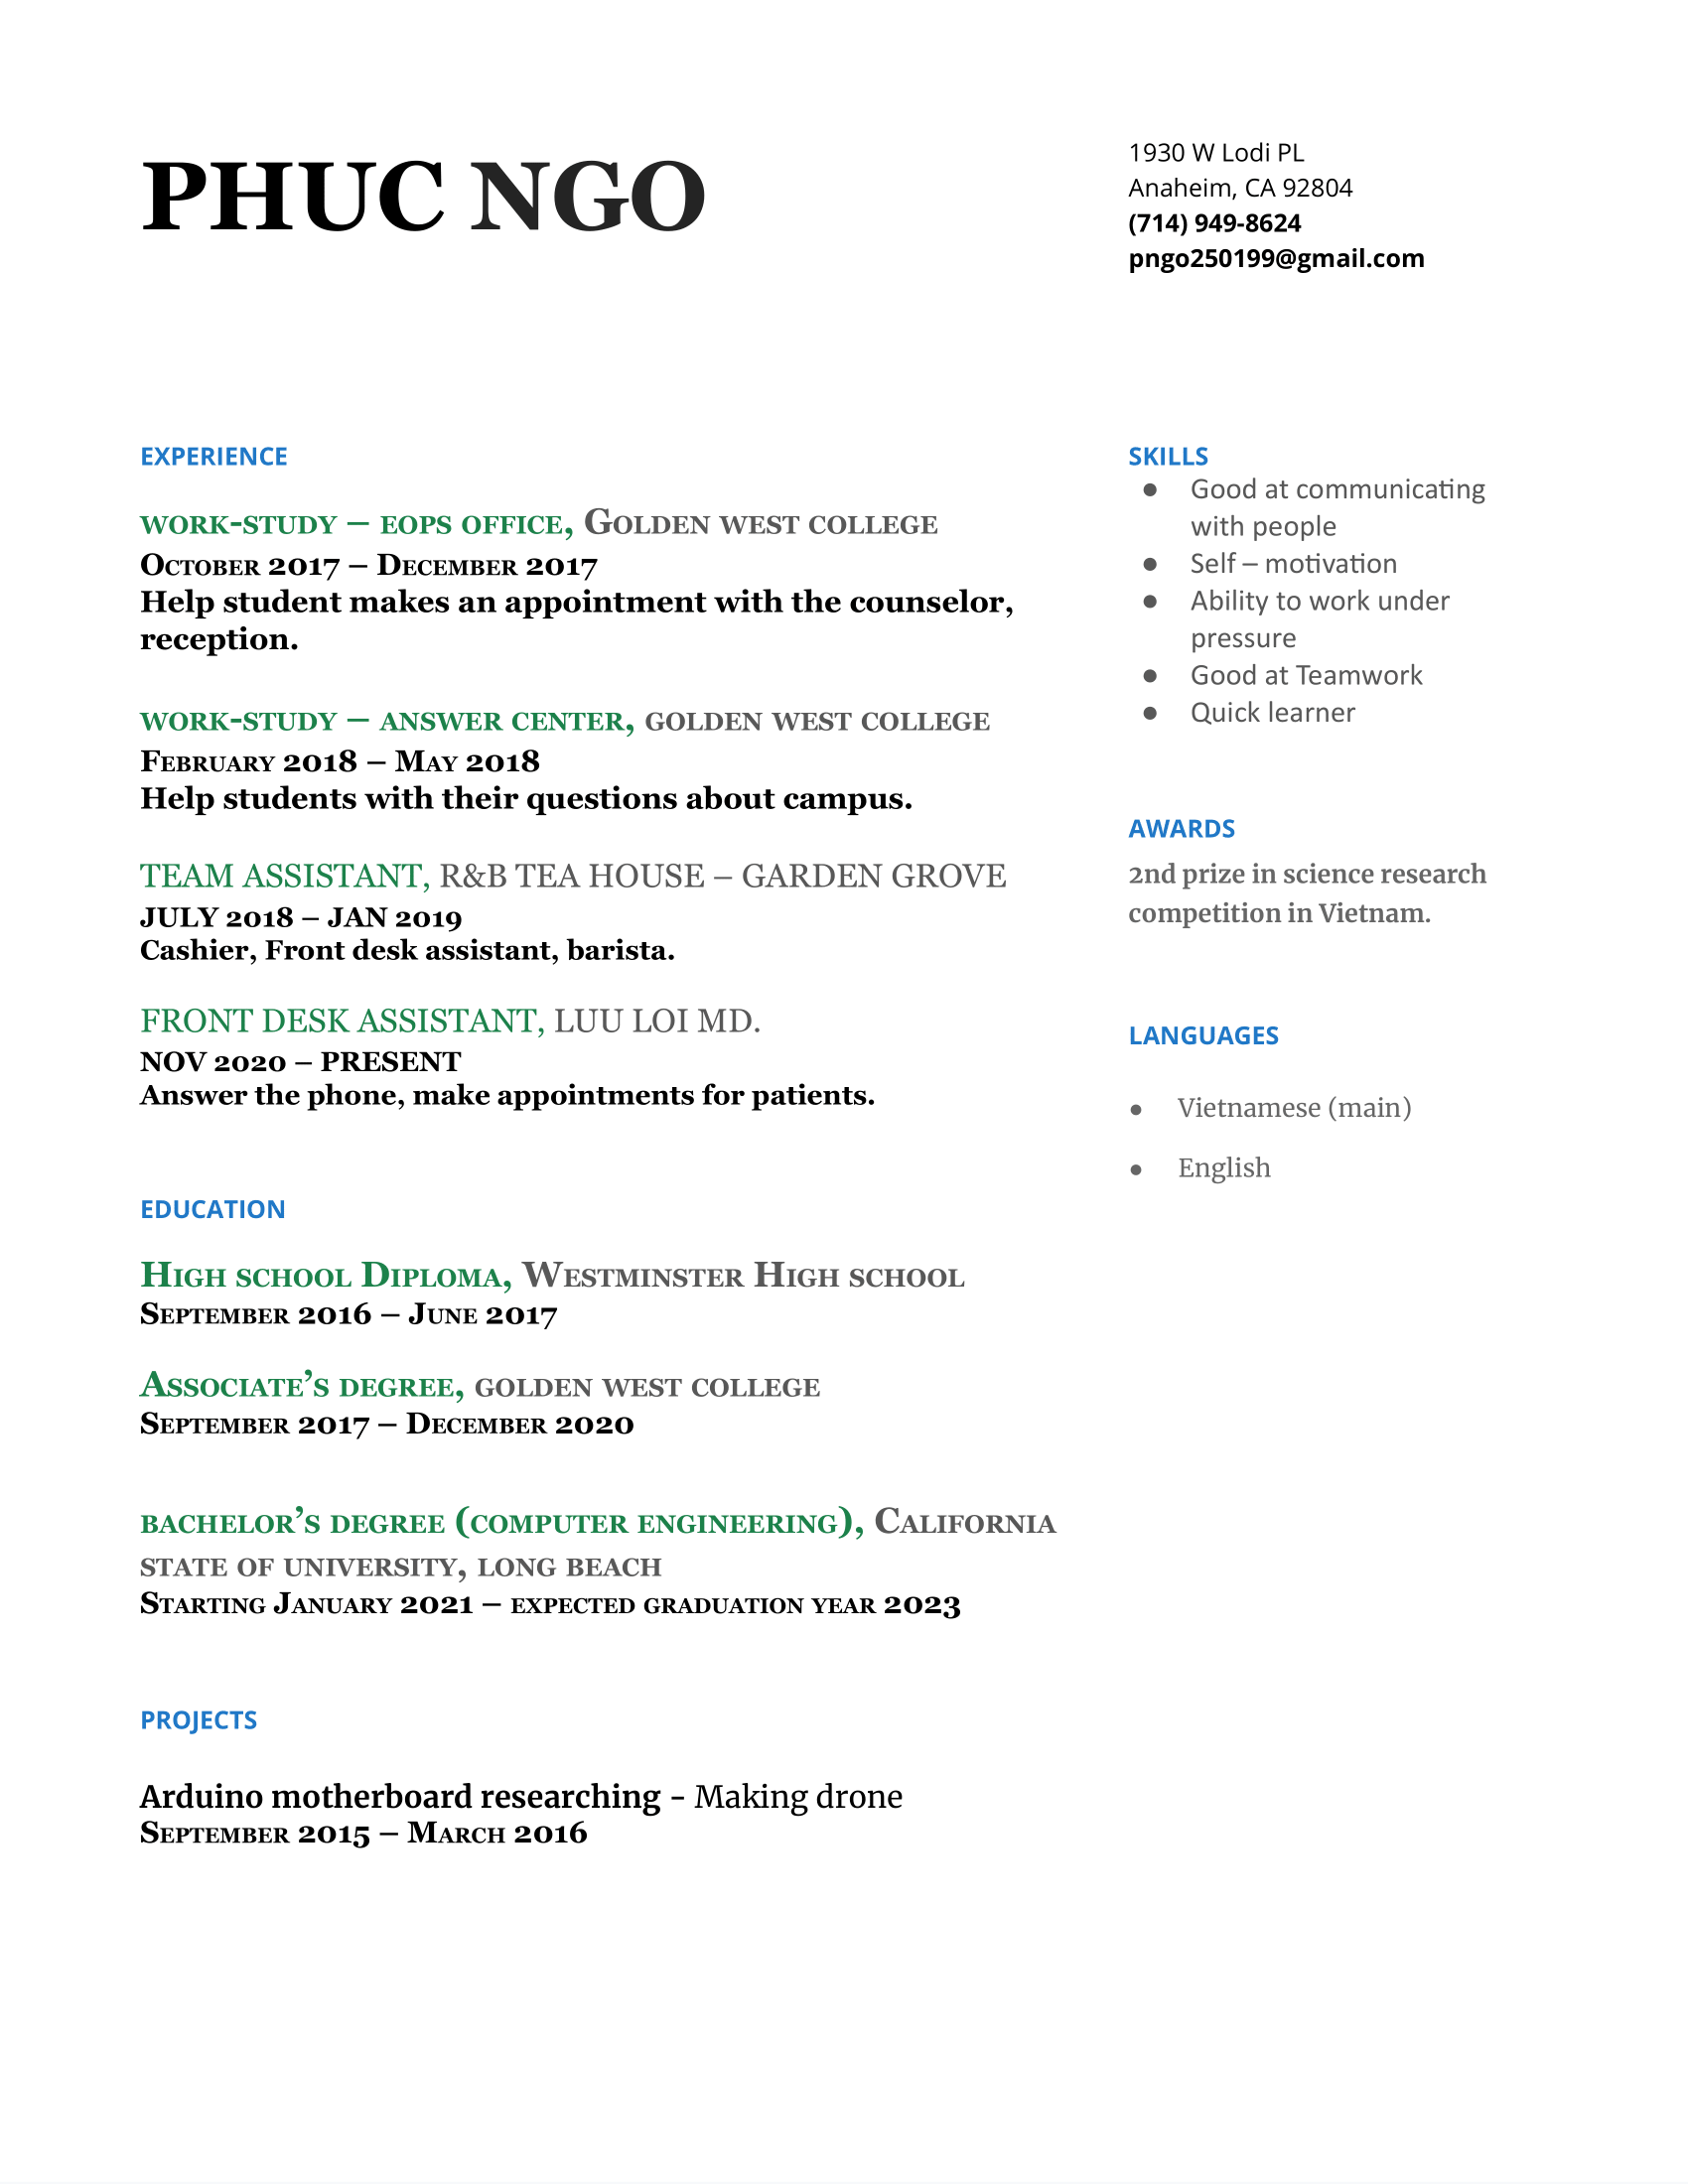 PHUC NGO
1930 W Lodi PL
Anaheim, CA 92804
(714) 949-8624
pngo250199@gmail.com
EXPERIENCE
WORK-STUDY – EOPS OFFICE, GOLDEN WEST COLLEGE
OCTOBER 2017 – DECEMBER 2017
Help student makes an appointment with the counselor,
reception.
WORK-STUDY – ANSWER CENTER, GOLDEN WEST COLLEGE
FEBRUARY 2018 – MAY 2018
Help students with their questions about campus.
TEAM ASSISTANT, R&B TEA HOUSE – GARDEN GROVE
JULY 2018 – JAN 2019
Cashier, Front desk assistant, barista.
FRONT DESK ASSISTANT, LUU LOI MD.
NOV 2020 – PRESENT
Answer the phone, make appointments for patients.
EDUCATION
HIGH SCHOOL DIPLOMA, WESTMINSTER HIGH SCHOOL
SEPTEMBER 2016 – JUNE 2017
ASSOCIATE’S DEGREE, GOLDEN WEST COLLEGE
SEPTEMBER 2017 – DECEMBER 2020
BACHELOR’S DEGREE (COMPUTER ENGINEERING), CALIFORNIA
STATE OF UNIVERSITY, LONG BEACH
STARTING JANUARY 2021 – EXPECTED GRADUATION YEAR 2023
PROJECTS
Arduino motherboard researching - Making drone
SEPTEMBER 2015 – MARCH 2016
SKILLS
● Good at communicating
with people
● Self – motivation
● Ability to work under
pressure
● Good at Teamwork
● Quick learner
AWARDS
2nd prize in science research
competition in Vietnam.
LANGUAGES
● Vietnamese (main)
● English